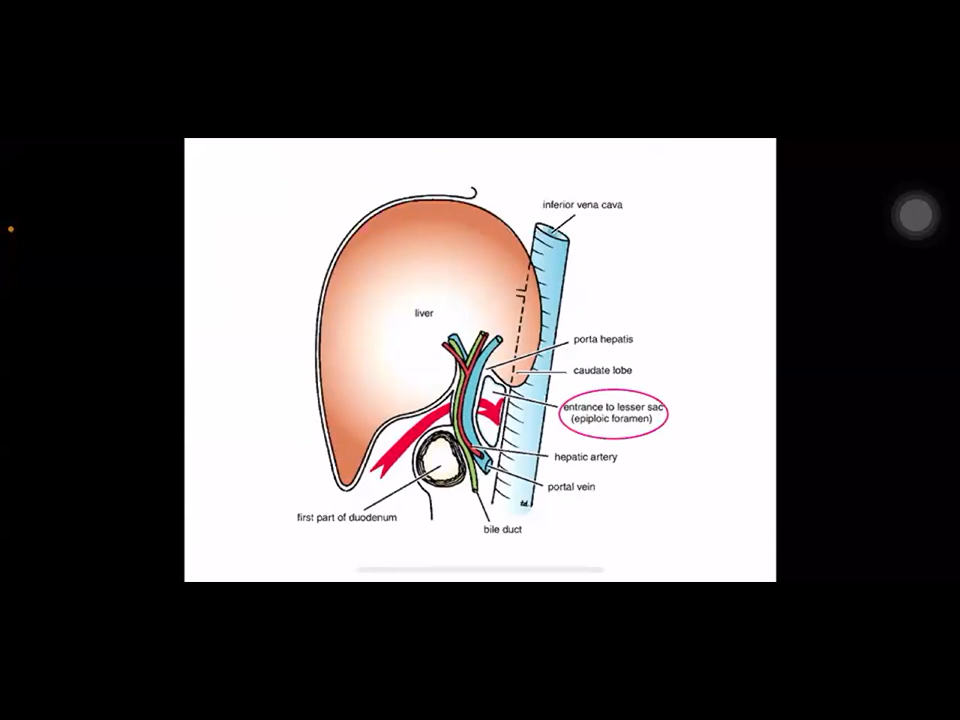 inferior vena cava
liver
porta hepatis
caudate lobe
entrance to lesser sac
(epiploic foramen)
hepatic artery
portal vein
first part of duodenum
bile duct